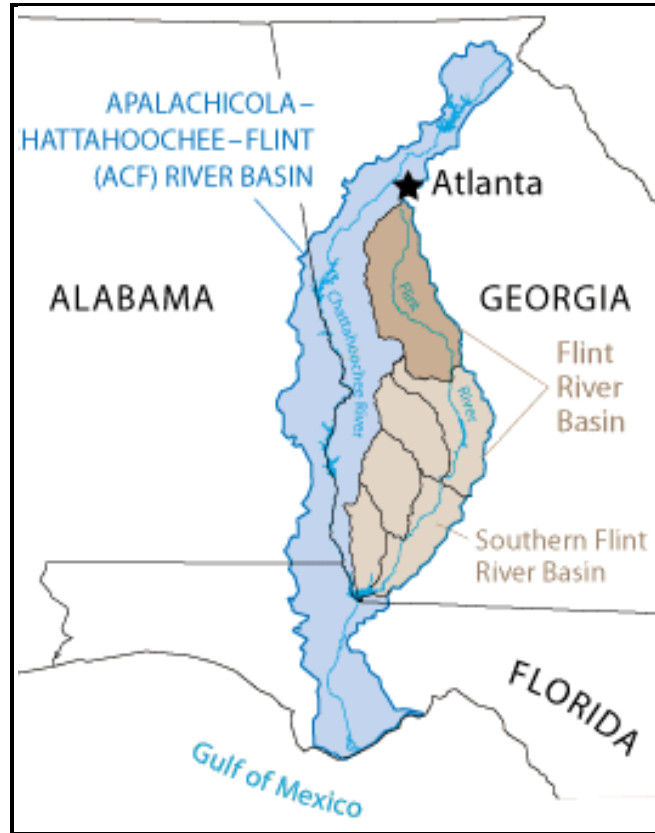 APALACHICOLA–
HATTAHOOCHEE–FLINT
(ACF) RIVER BASIN
Atlanta
ALABAMA
GEORGIA
Flint
River
Chattahoochee River
Flint
River
Basin
Southern Flint
River Basin
FLORIDA
Gulf of Mexico